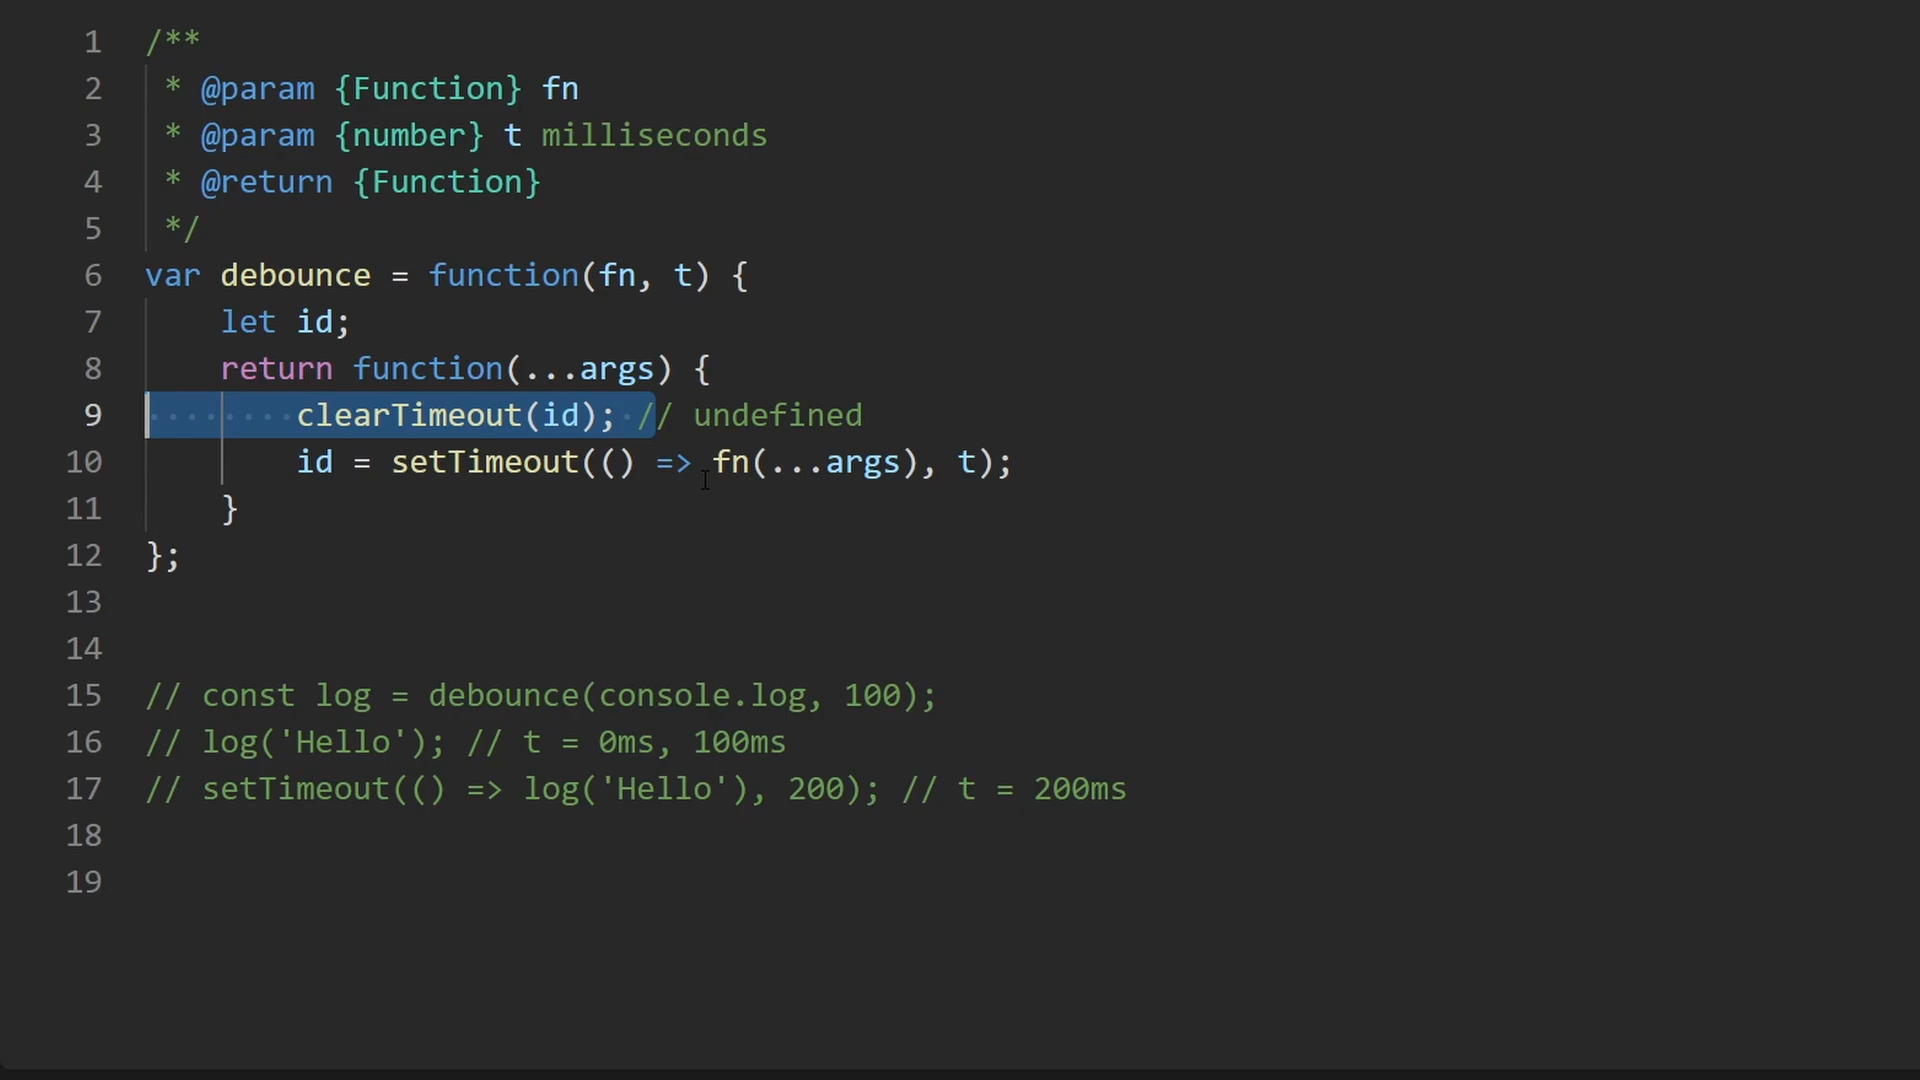 1 /**
2 * @param {Function} fn
3 * @param {number} t milliseconds
4 * @return {Function}
5 */
6 var debounce = function(fn, t) {
7 let id;
8 return function(...args) {
9 clearTimeout(id); // undefined
10 id = setTimeout(() => fn(...args), t);
11 }
12 };
13
14
15 // const log = debounce(console.log, 100);
16 // log('Hello'); // t = 0ms, 100ms
17 // setTimeout(() => log('Hello'), 200); // t = 200ms
18
19